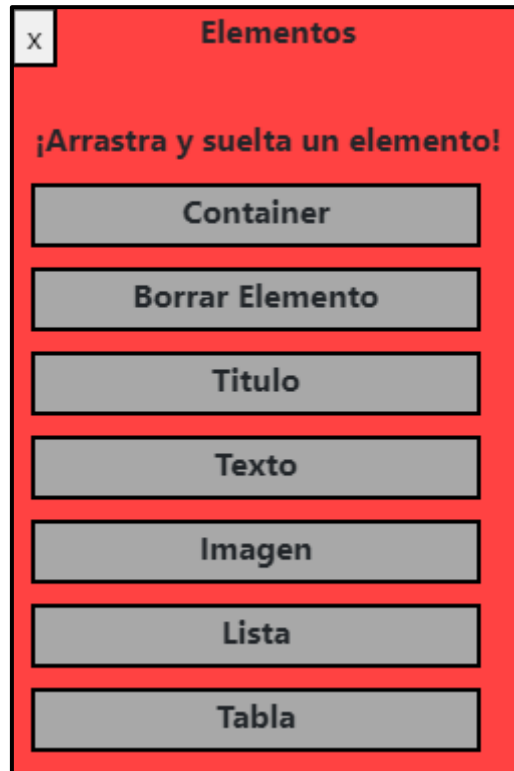 x
Elementos
¡Arrastra y suelta un elemento!
Container
Borrar Elemento
Titulo
Texto
Imagen
Lista
Tabla